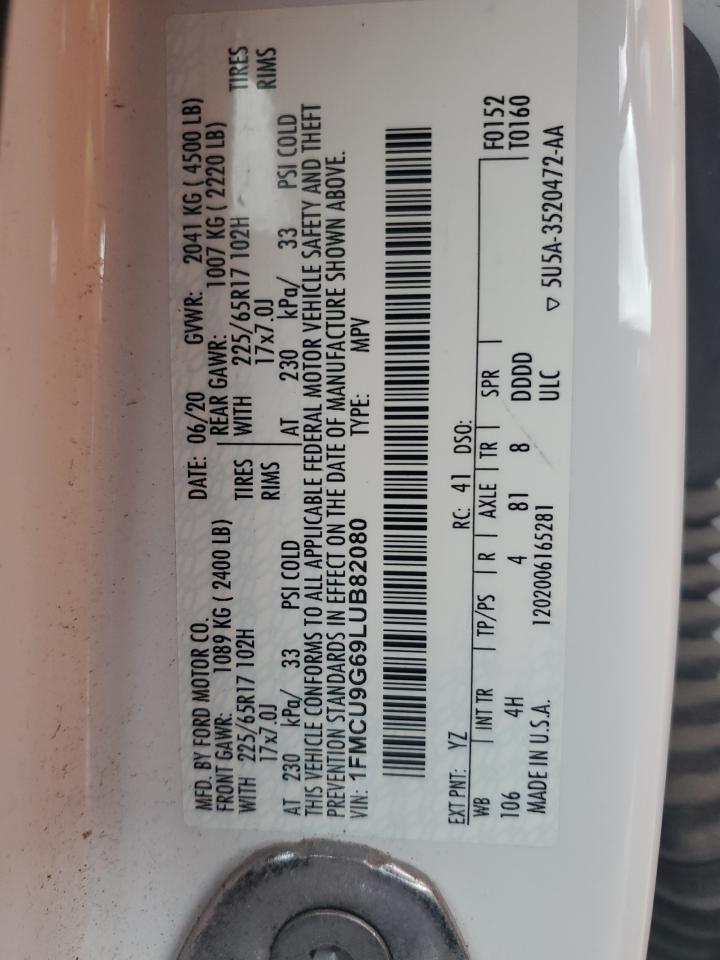 MFD. BY FORD MOTOR CO. DATE: 06/20 GVWR: 2041 KG ( 4500 LB)
FRONT GAWR: 1089 KG ( 2400 LB) REAR GAWR: 1007 KG ( 2220 LB)
WITH 225/65R17 102H TIRES WITH 225/65R17 102H TIRES
17x7.0J RIMS 17x7.0J RIMS
AT 230 kPa/ 33 PSI COLD AT 230 kPa/ 33 PSI COLD
THIS VEHICLE CONFORMS TO ALL APPLICABLE FEDERAL MOTOR VEHICLE SAFETY AND THEFT
PREVENTION STANDARDS IN EFFECT ON THE DATE OF MANUFACTURE SHOWN ABOVE.
VIN: 1FMCU9G69LUB82080 TYPE: MPV
EXT PNT: YZ RC: 41 DSO:
WB INT TR TP/PS R AXLE TR SPR F0152
106 4H 4 81 8 DDDD T0160
MADE IN U.S.A. 1202006165281 ULC ▽ 5U5A-3520472-AA